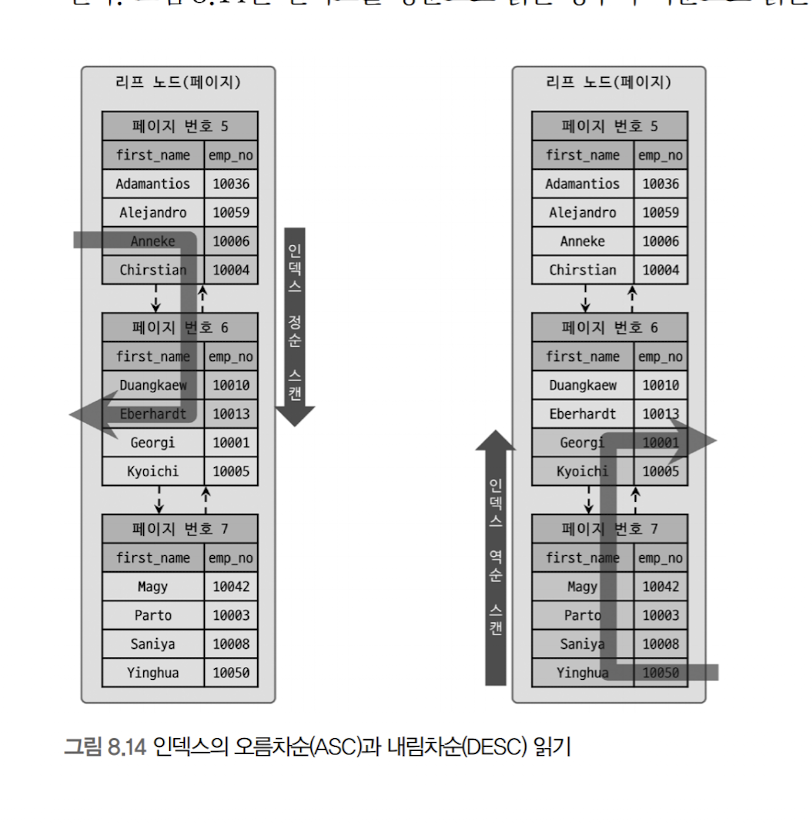 리프 노드(페이지)
페이지 번호 5
first_name emp_no
Adamantios 10036
Alejandro 10059
Anneke 10006
Chirstian 10004
페이지 번호 6
first_name emp_no
Duangkaew 10010
Eberhardt 10013
Georgi 10001
Kyoichi 10005
페이지 번호 7
first_name emp_no
Magy 10042
Parto 10003
Saniya 10008
Yinghua 10050
인덱스 정순 스캔
리프 노드(페이지)
페이지 번호 5
first_name emp_no
Adamantios 10036
Alejandro 10059
Anneke 10006
Chirstian 10004
페이지 번호 6
first_name emp_no
Duangkaew 10010
Eberhardt 10013
Georgi 10001
Kyoichi 10005
페이지 번호 7
first_name emp_no
Magy 10042
Parto 10003
Saniya 10008
Yinghua 10050
인덱스 역순 스캔
그림 8.14 인덱스의 오름차순(ASC)과 내림차순(DESC) 읽기